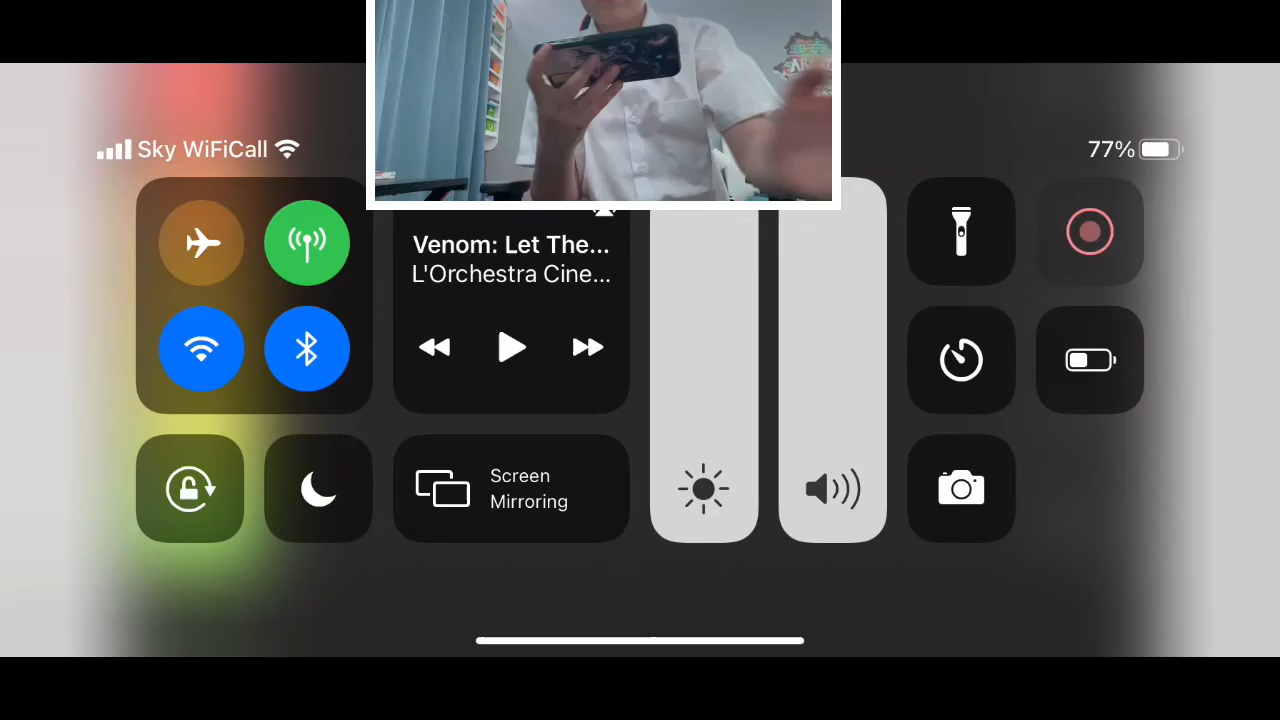 Sky WiFiCall
77%
Venom: Let The...
L'Orchestra Cine...
Screen
Mirroring